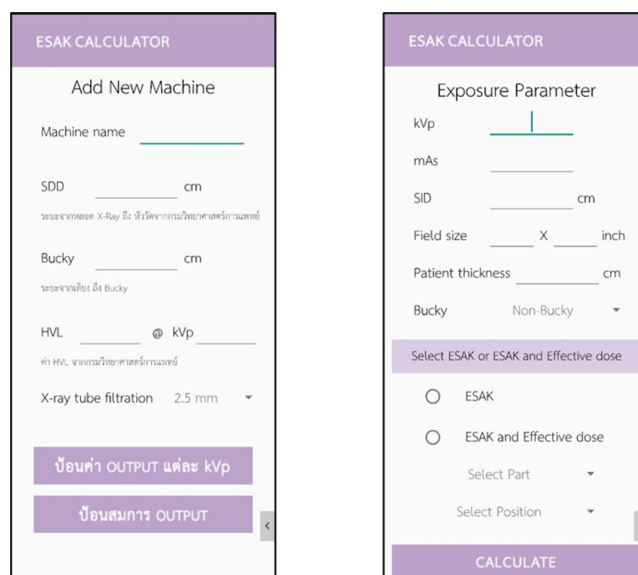 ESAK CALCULATOR
Add New Machine
Machine name
SDD cm
ระยะจากหลอด X-Ray ถึง หัววัดจากกรมวิทยาศาสตร์การแพทย์
Bucky cm
ระยะจากเตียง ถึง Bucky
HVL @ kVp
ค่า HVL จากกรมวิทยาศาสตร์การแพทย์
X-ray tube filtration 2.5 mm
ป้อนค่า OUTPUT แต่ละ kVp
ป้อนสมการ OUTPUT
<
ESAK CALCULATOR
Exposure Parameter
kVp
mAs
SID cm
Field size X inch
Patient thickness cm
Bucky Non-Bucky
Select ESAK or ESAK and Effective dose
ESAK
ESAK and Effective dose
Select Part
Select Position
CALCULATE